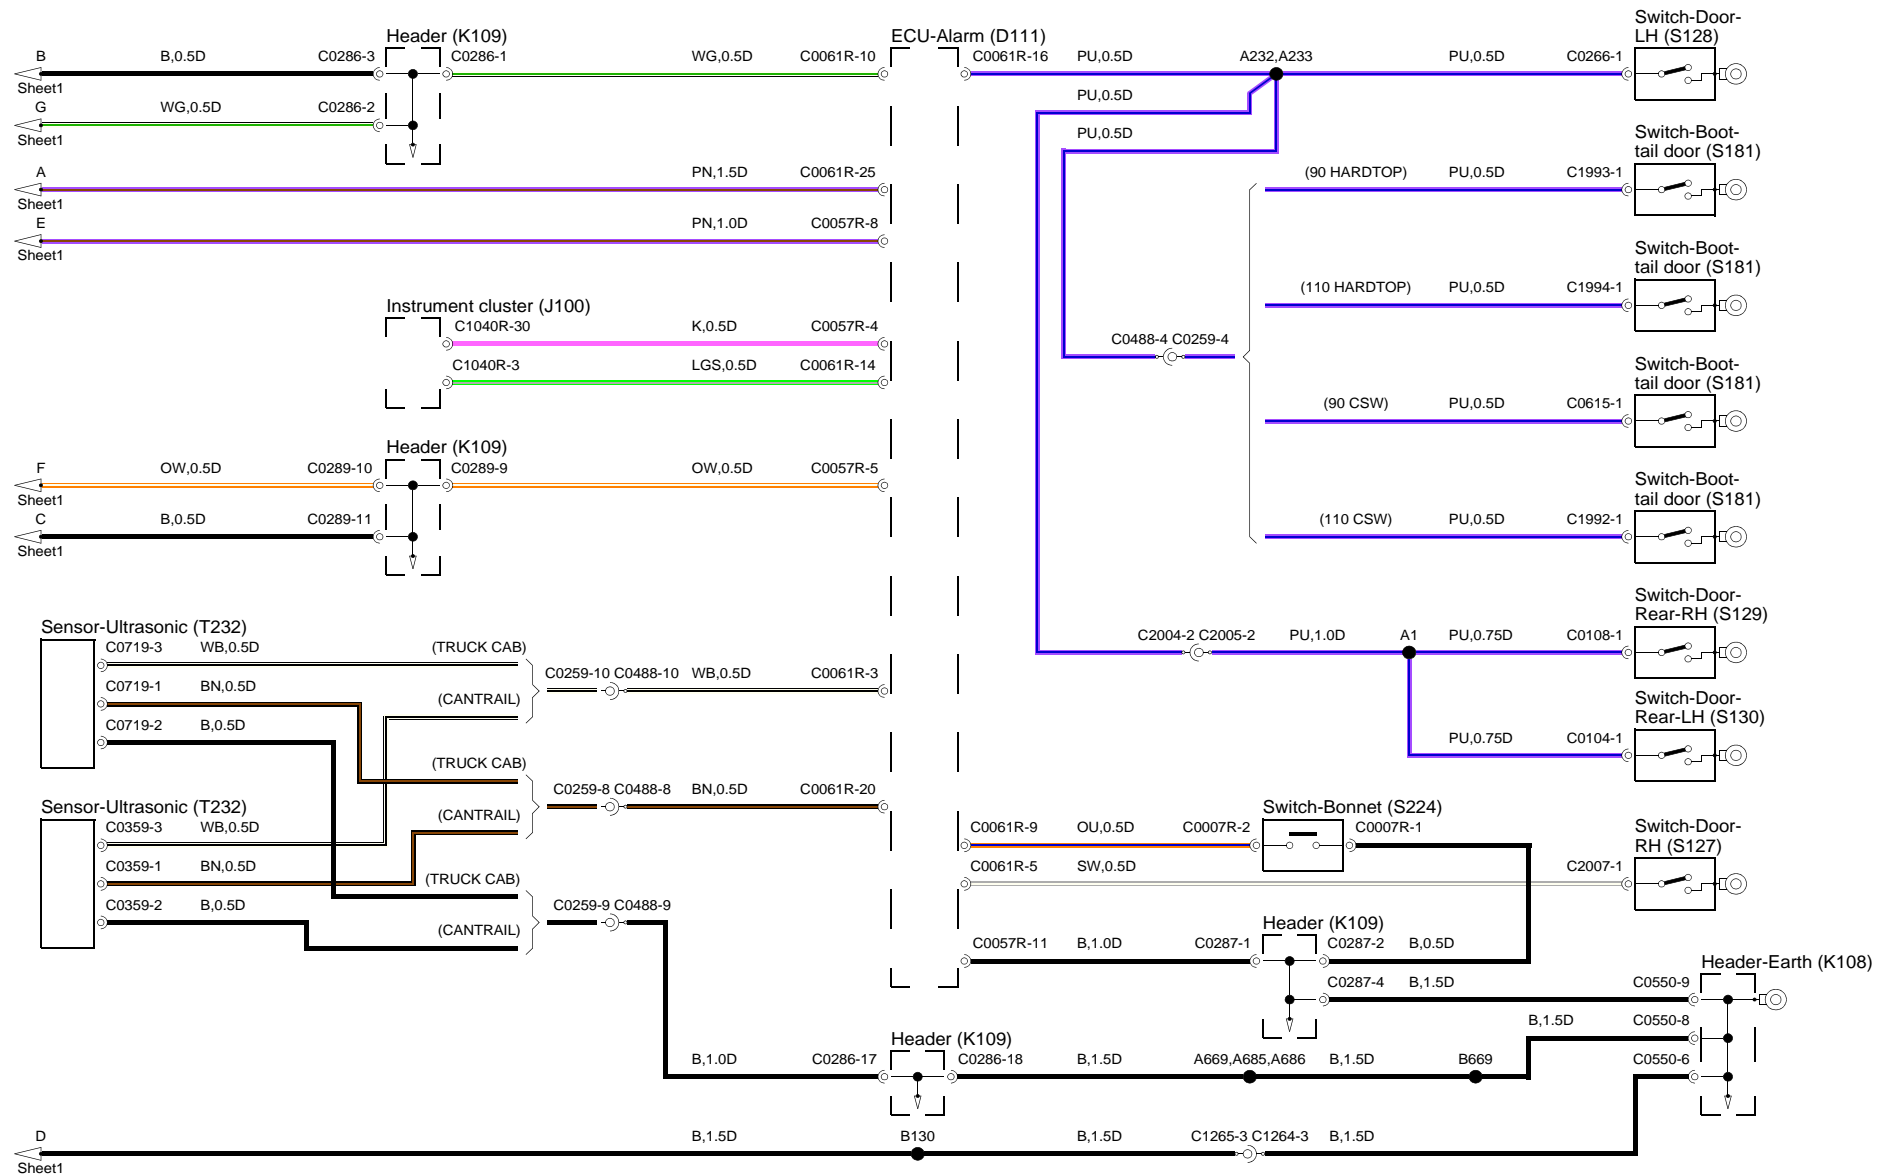 Header (K109)
ECU-Alarm (D111)
Switch-Door-
LH (S128)
B
B,0.5D
C0286-3
C0286-1
WG,0.5D
C0061R-10
C0061R-16
PU,0.5D
A232,A233
PU,0.5D
C0266-1
Sheet1
G
WG,0.5D
C0286-2
PU,0.5D
Sheet1
PU,0.5D
Switch-Boot-
tail door (S181)
A
PN,1.5D
C0061R-25
(90 HARDTOP)
PU,0.5D
C1993-1
Sheet1
E
PN,1.0D
C0057R-8
Sheet1
Switch-Boot-
tail door (S181)
(110 HARDTOP)
PU,0.5D
C1994-1
Instrument cluster (J100)
C1040R-30
K,0.5D
C0057R-4
C0488-4 C0259-4
C1040R-3
LGS,0.5D
C0061R-14
Switch-Boot-
tail door (S181)
(90 CSW)
PU,0.5D
C0615-1
Header (K109)
F
OW,0.5D
C0289-10
C0289-9
OW,0.5D
C0057R-5
Sheet1
Switch-Boot-
tail door (S181)
C
B,0.5D
C0289-11
(110 CSW)
PU,0.5D
C1992-1
Sheet1
Switch-Door-
Rear-RH (S129)
Sensor-Ultrasonic (T232)
C0719-3
WB,0.5D
(TRUCK CAB)
C2004-2 C2005-2
PU,1.0D
A1
PU,0.75D
C0108-1
C0259-10 C0488-10
WB,0.5D
C0061R-3
C0719-1
BN,0.5D
(CANTRAIL)
Switch-Door-
Rear-LH (S130)
C0719-2
B,0.5D
PU,0.75D
C0104-1
(TRUCK CAB)
C0259-8 C0488-8
BN,0.5D
C0061R-20
Sensor-Ultrasonic (T232)
(CANTRAIL)
Switch-Bonnet (S224)
C0359-3
WB,0.5D
C0061R-9
OU,0.5D
C0007R-2
C0007R-1
Switch-Door-
RH (S127)
C0359-1
BN,0.5D
C0061R-5
SW,0.5D
C2007-1
(TRUCK CAB)
C0359-2
B,0.5D
C0259-9 C0488-9
(CANTRAIL)
Header (K109)
C0057R-11
B,1.0D
C0287-1
C0287-2
B,0.5D
Header-Earth (K108)
C0287-4
B,1.5D
C0550-9
B,1.5D
C0550-8
Header (K109)
B,1.0D
C0286-17
C0286-18
B,1.5D
A669,A685,A686
B,1.5D
B669
C0550-6
D
B,1.5D
B130
B,1.5D
C1265-3 C1264-3
B,1.5D
Sheet1